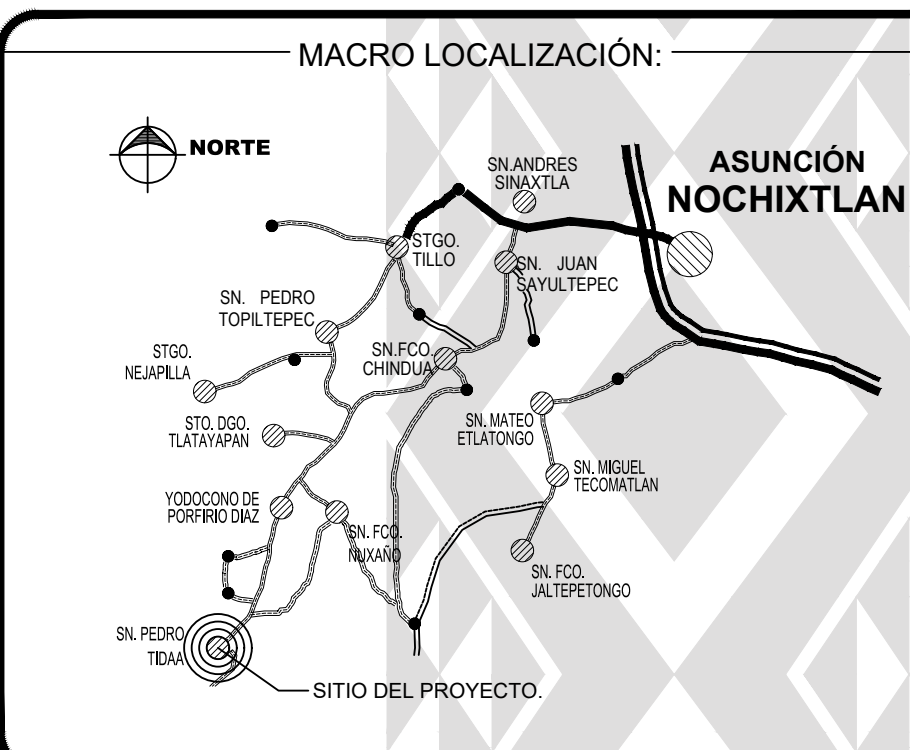 MACRO LOCALIZACIÓN:
NORTE
ASUNCIÓN
NOCHIXTLAN
SN.ANDRES
SINAXTLA
STGO.
TILLO
SN. JUAN
SAYULTEPEC
SN. PEDRO
TOPILTEPEC
STGO.
NEJAPILLA
SN.FCO.
CHINDUA
STO. DGO.
TLATAYAPAN
SN. MATEO
ETLATONGO
SN. MIGUEL
TECOMATLAN
YODOCONO DE
PORFIRIO DIAZ
SN. FCO.
NUXAÑO
SN. FCO.
JALTEPETONGO
SN. PEDRO
TIDAA
SITIO DEL PROYECTO.